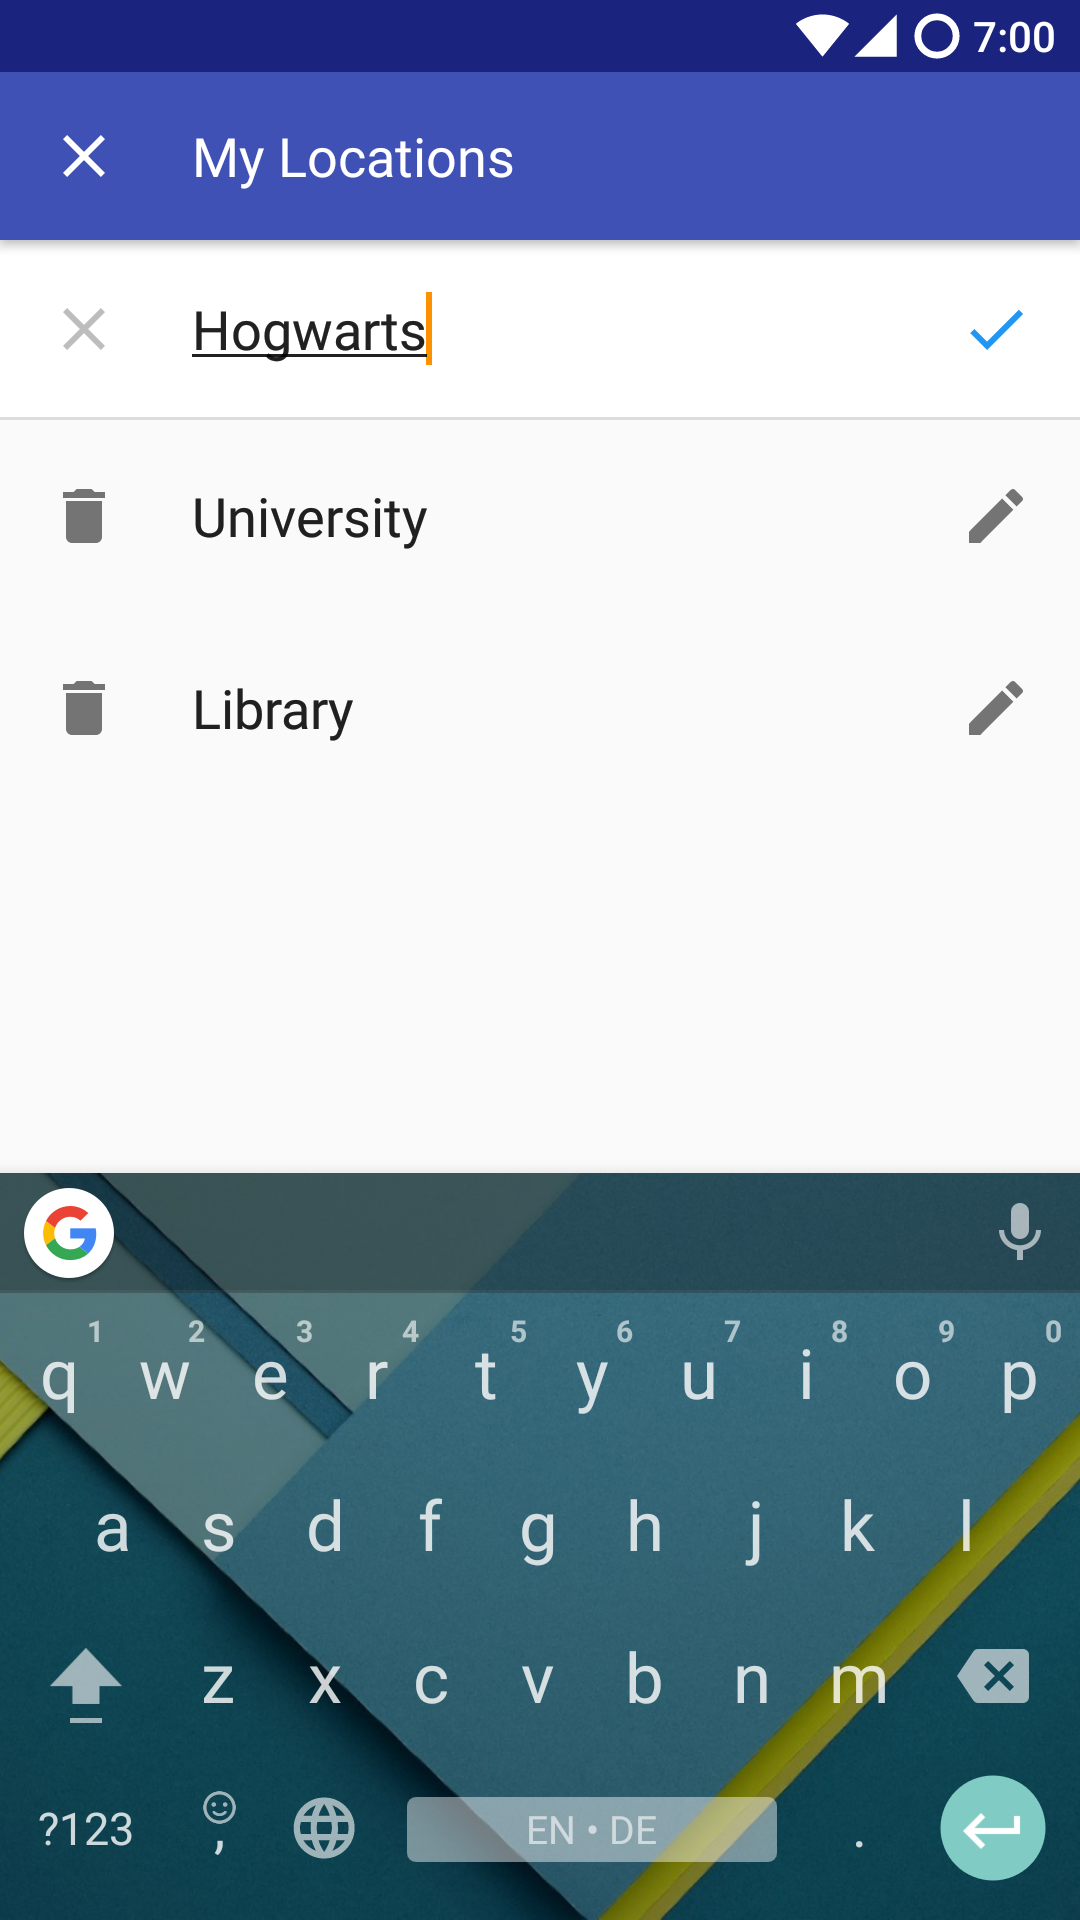 7:00
My Locations
Hogwarts
University
Library
1 2 3 4 5 6 7 8 9 0
q w e r t y u i o p
a s d f g h j k l
z x c v b n m
?123 , EN • DE .